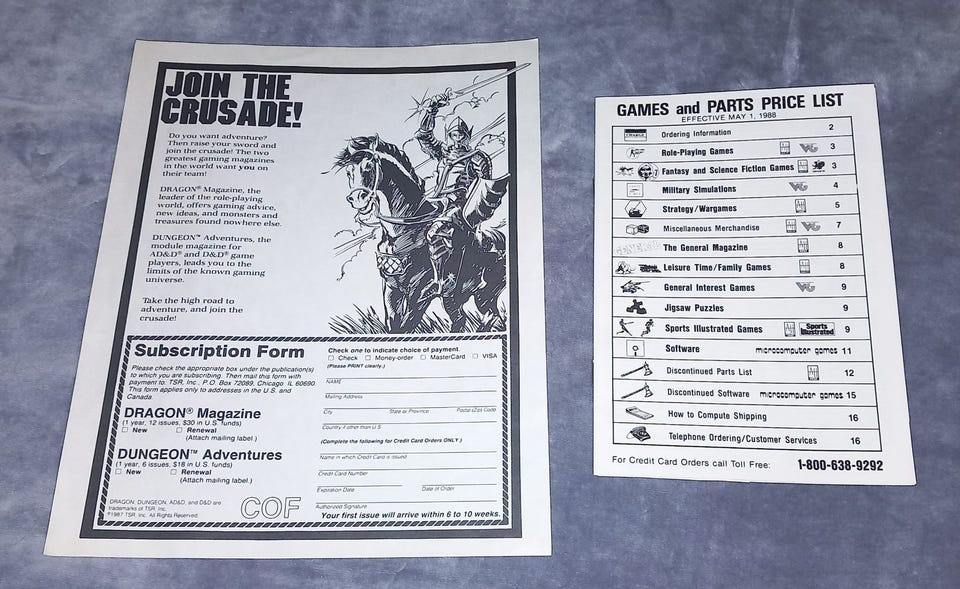 JOIN THE
CRUSADE!
Do you want adventure?
Then raise your sword and
join the crusade! The two
greatest gaming magazines
in the world want you on
their team!
DRAGON® Magazine, the
leader of the role-playing
world, offers gaming advice,
new ideas, and monsters and
treasures found nowhere else.
DUNGEON™ Adventures, the
module magazine for
AD&D® and D&D® game
players, leads you to the
limits of the known gaming
universe.
Take the high road to
adventure, and join the
crusade!
Subscription Form
Please check the appropriate box under the publication(s)
to which you are subscribing. Then mail this form with
payment to: TSR, Inc., P.O. Box 72089, Chicago IL 60690.
This form applies only to addresses in the U.S. and
Canada.
DRAGON® Magazine
(1 year, 12 issues, $30 in U.S. funds)
□ New □ Renewal
(Attach mailing label.)
DUNGEON™ Adventures
(1 year, 6 issues, $18 in U.S. funds)
□ New □ Renewal
(Attach mailing label.)
DRAGON, DUNGEON, AD&D, and D&D are
trademarks of TSR, Inc.
©1987 TSR, Inc. All Rights Reserved.
COF
Check one to indicate choice of payment.
□ Check □ Money-order □ MasterCard □ VISA
(Please PRINT clearly.)
NAME
Mailing Address
City State or Province Postal (Zip) Code
Country if other than U.S.
(Complete the following for Credit Card Orders ONLY.)
Name in which Credit Card is issued
Credit Card Number
Expiration Date Date of Order
Authorized Signature
Your first issue will arrive within 6 to 10 weeks.
GAMES and PARTS PRICE LIST
EFFECTIVE MAY 1, 1988
Ordering Information 2
Role-Playing Games VG 3
Fantasy and Science Fiction Games 3
Military Simulations VG 4
Strategy/Wargames 5
Miscellaneous Merchandise VG 7
GENERAL The General Magazine 8
Leisure Time/Family Games 8
General Interest Games VG 9
Jigsaw Puzzles 9
Sports Illustrated Games Sports Illustrated 9
Software microcomputer games 11
Discontinued Parts List 12
Discontinued Software microcomputer games 15
How to Compute Shipping 16
Telephone Ordering/Customer Services 16
For Credit Card Orders call Toll Free: 1-800-638-9292